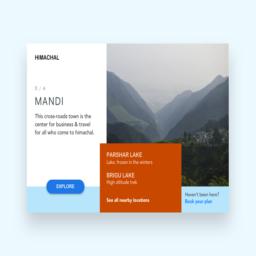 HIMACHAL
3 / 4
MANDI
This cross-roads town is the
center for business & travel
for all who come to himachal.
EXPLORE
PARSHAR LAKE
Lake, frozen in the winters
BRIGU LAKE
High altitude trek
See all nearby locations
Haven't been here?
Book your plan